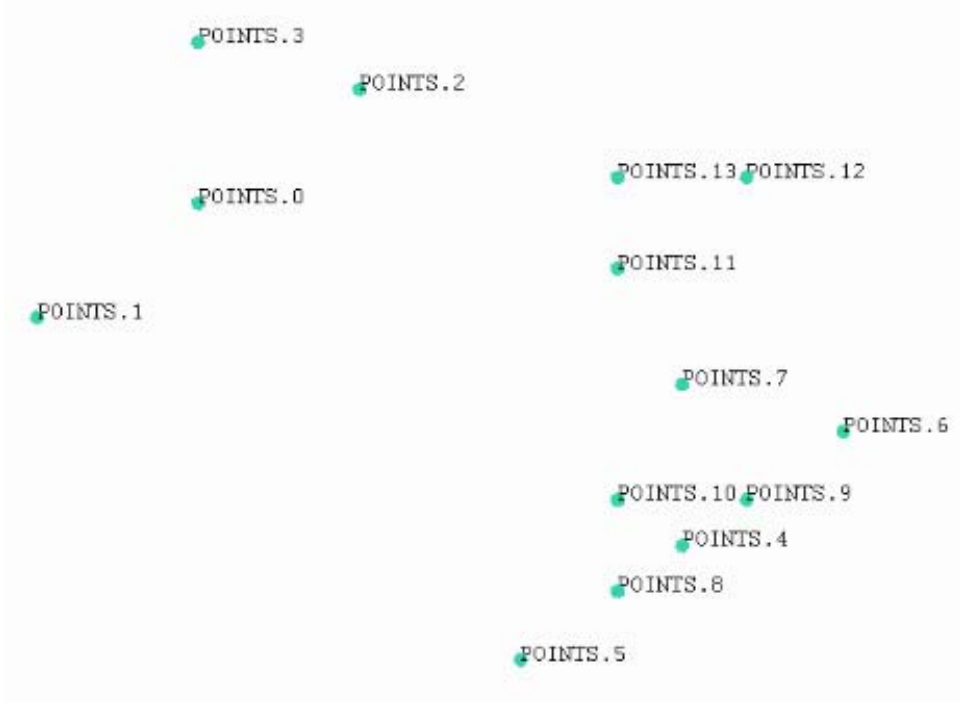 POINTS.3
POINTS.2
POINTS.13 POINTS.12
POINTS.0
POINTS.11
POINTS.1
POINTS.7
POINTS.6
POINTS.10 POINTS.9
POINTS.4
POINTS.8
POINTS.5